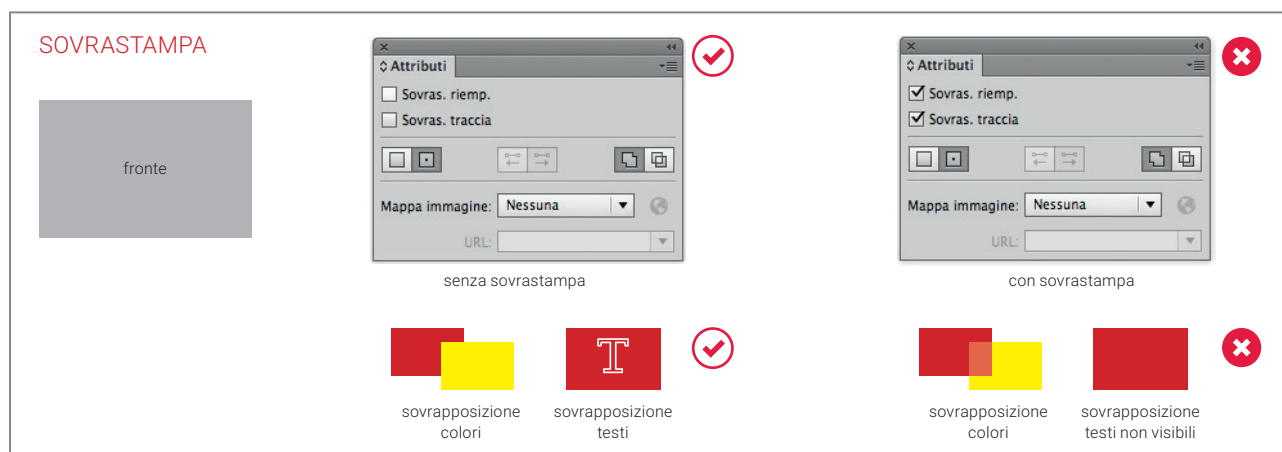 SOVRASTAMPA
fronte
Attributi
Sovras. riemp.
Sovras. traccia
Mappa immagine: Nessuna
URL:
senza sovrastampa
T
sovrapposizione
colori
sovrapposizione
testi
Attributi
Sovras. riemp.
Sovras. traccia
Mappa immagine: Nessuna
URL:
con sovrastampa
sovrapposizione
colori
sovrapposizione
testi non visibili